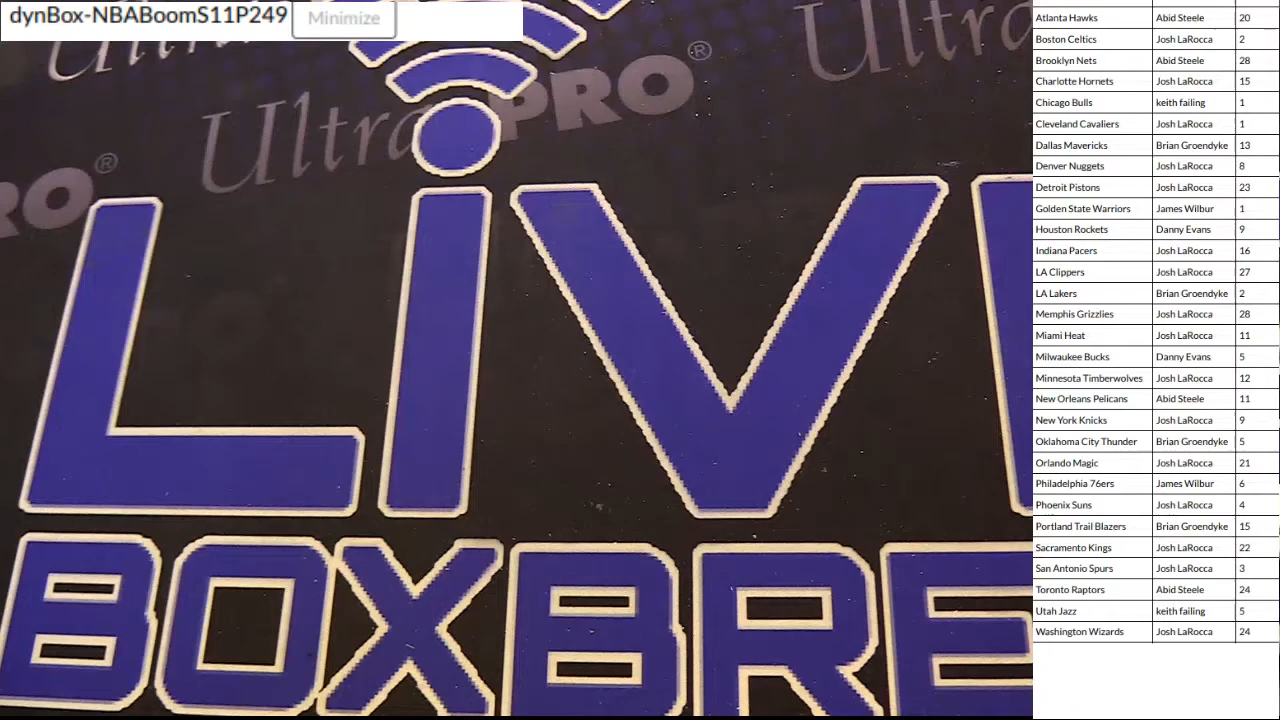 dynBox-NBABoomS11P249 Minimize
Ultra PRO®
Ultra PRO®
Ultra
RO®
LiV
BOXBRE
Atlanta Hawks Abid Steele 20
Boston Celtics Josh LaRocca 2
Brooklyn Nets Abid Steele 28
Charlotte Hornets Josh LaRocca 15
Chicago Bulls keith failing 1
Cleveland Cavaliers Josh LaRocca 1
Dallas Mavericks Brian Groendyke 13
Denver Nuggets Josh LaRocca 8
Detroit Pistons Josh LaRocca 23
Golden State Warriors James Wilbur 1
Houston Rockets Danny Evans 9
Indiana Pacers Josh LaRocca 16
LA Clippers Josh LaRocca 27
LA Lakers Brian Groendyke 2
Memphis Grizzlies Josh LaRocca 28
Miami Heat Josh LaRocca 11
Milwaukee Bucks Danny Evans 5
Minnesota Timberwolves Josh LaRocca 12
New Orleans Pelicans Abid Steele 11
New York Knicks Josh LaRocca 9
Oklahoma City Thunder Brian Groendyke 5
Orlando Magic Josh LaRocca 21
Philadelphia 76ers James Wilbur 6
Phoenix Suns Josh LaRocca 4
Portland Trail Blazers Brian Groendyke 15
Sacramento Kings Josh LaRocca 22
San Antonio Spurs Josh LaRocca 3
Toronto Raptors Abid Steele 24
Utah Jazz keith failing 5
Washington Wizards Josh LaRocca 24